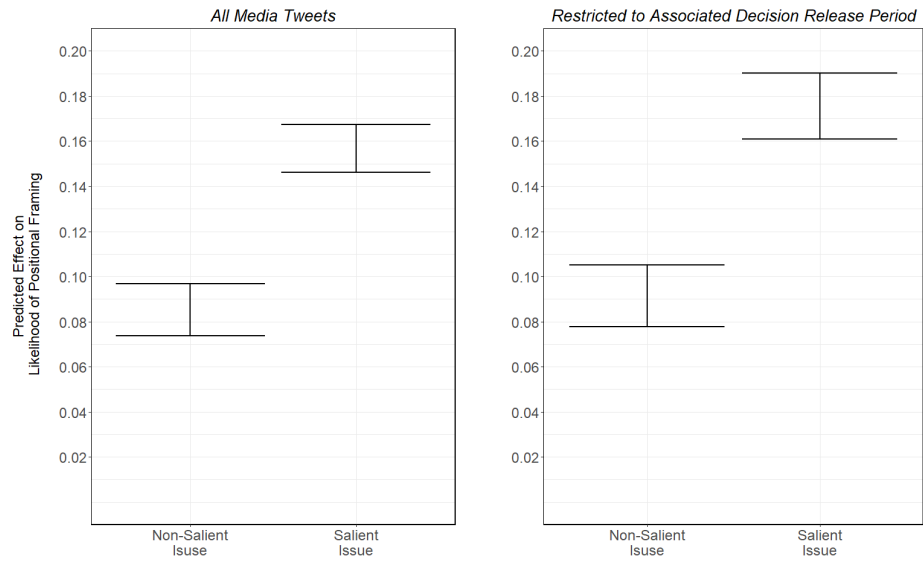 All Media Tweets
Restricted to Associated Decision Release Period
Predicted Effect on
Likelihood of Positional Framing
0.20
0.18
0.16
0.14
0.12
0.10
0.08
0.06
0.04
0.02
Non-Salient
Isuse
Salient
Issue
0.20
0.18
0.16
0.14
0.12
0.10
0.08
0.06
0.04
0.02
Non-Salient
Isuse
Salient
Issue